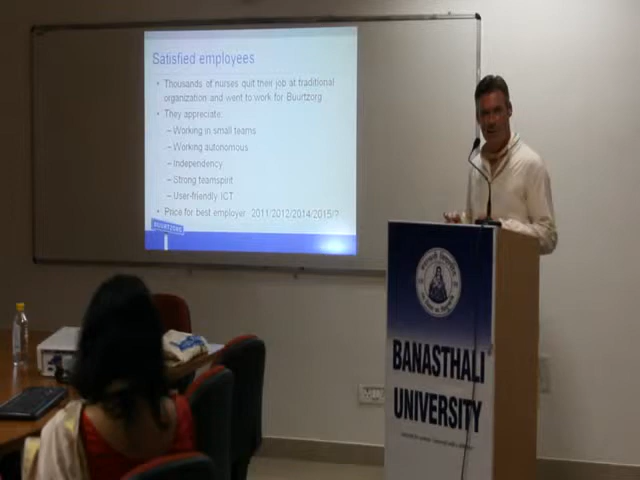 Satisfied employees
• Thousands of nurses quit their job at traditional
organization and went to work for Buurtzorg
• They appreciate:
– Working in small teams
– Working autonomous
– Independency
– Strong teamspirit
– User-friendly ICT
• Price for best employer 2011/2012/2014/2015/?
BUURTZORG
BANASTHALI
UNIVERSITY